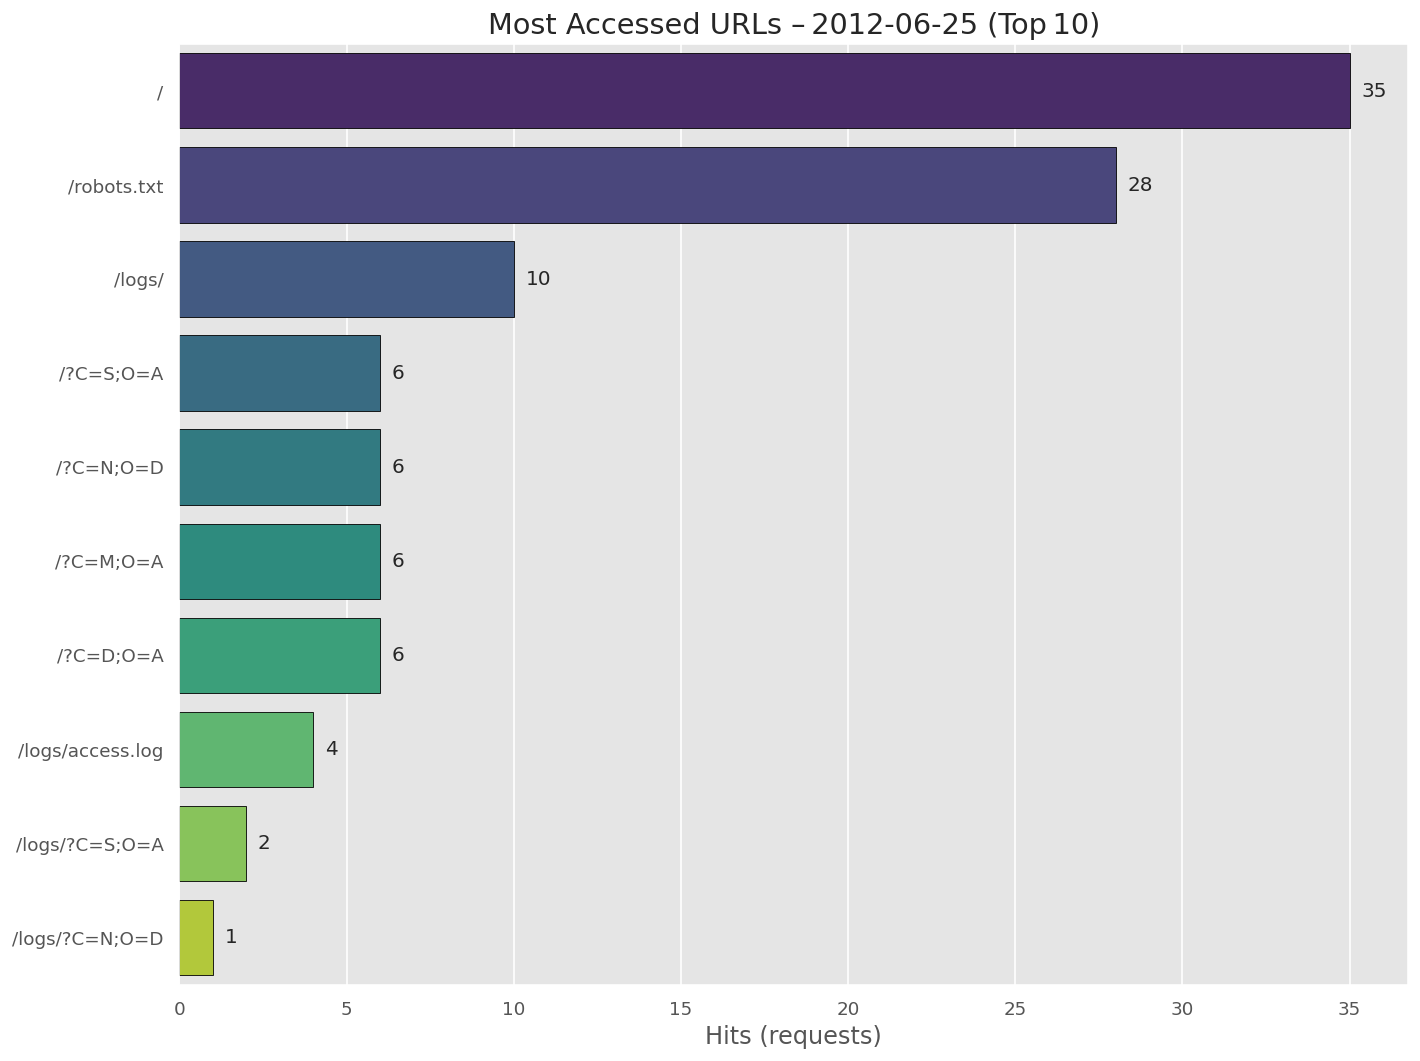 Most Accessed URLs – 2012-06-25 (Top 10)
/
35
/robots.txt
28
/logs/
10
/?C=S;O=A
6
/?C=N;O=D
6
/?C=M;O=A
6
/?C=D;O=A
6
/logs/access.log
4
/logs/?C=S;O=A
2
/logs/?C=N;O=D
1
0 5 10 15 20 25 30 35
Hits (requests)